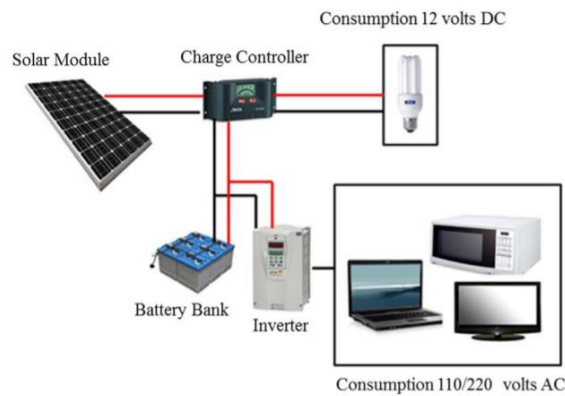 Consumption 12 volts DC
Solar Module
Charge Controller
Battery Bank
Inverter
Consumption 110/220 volts AC